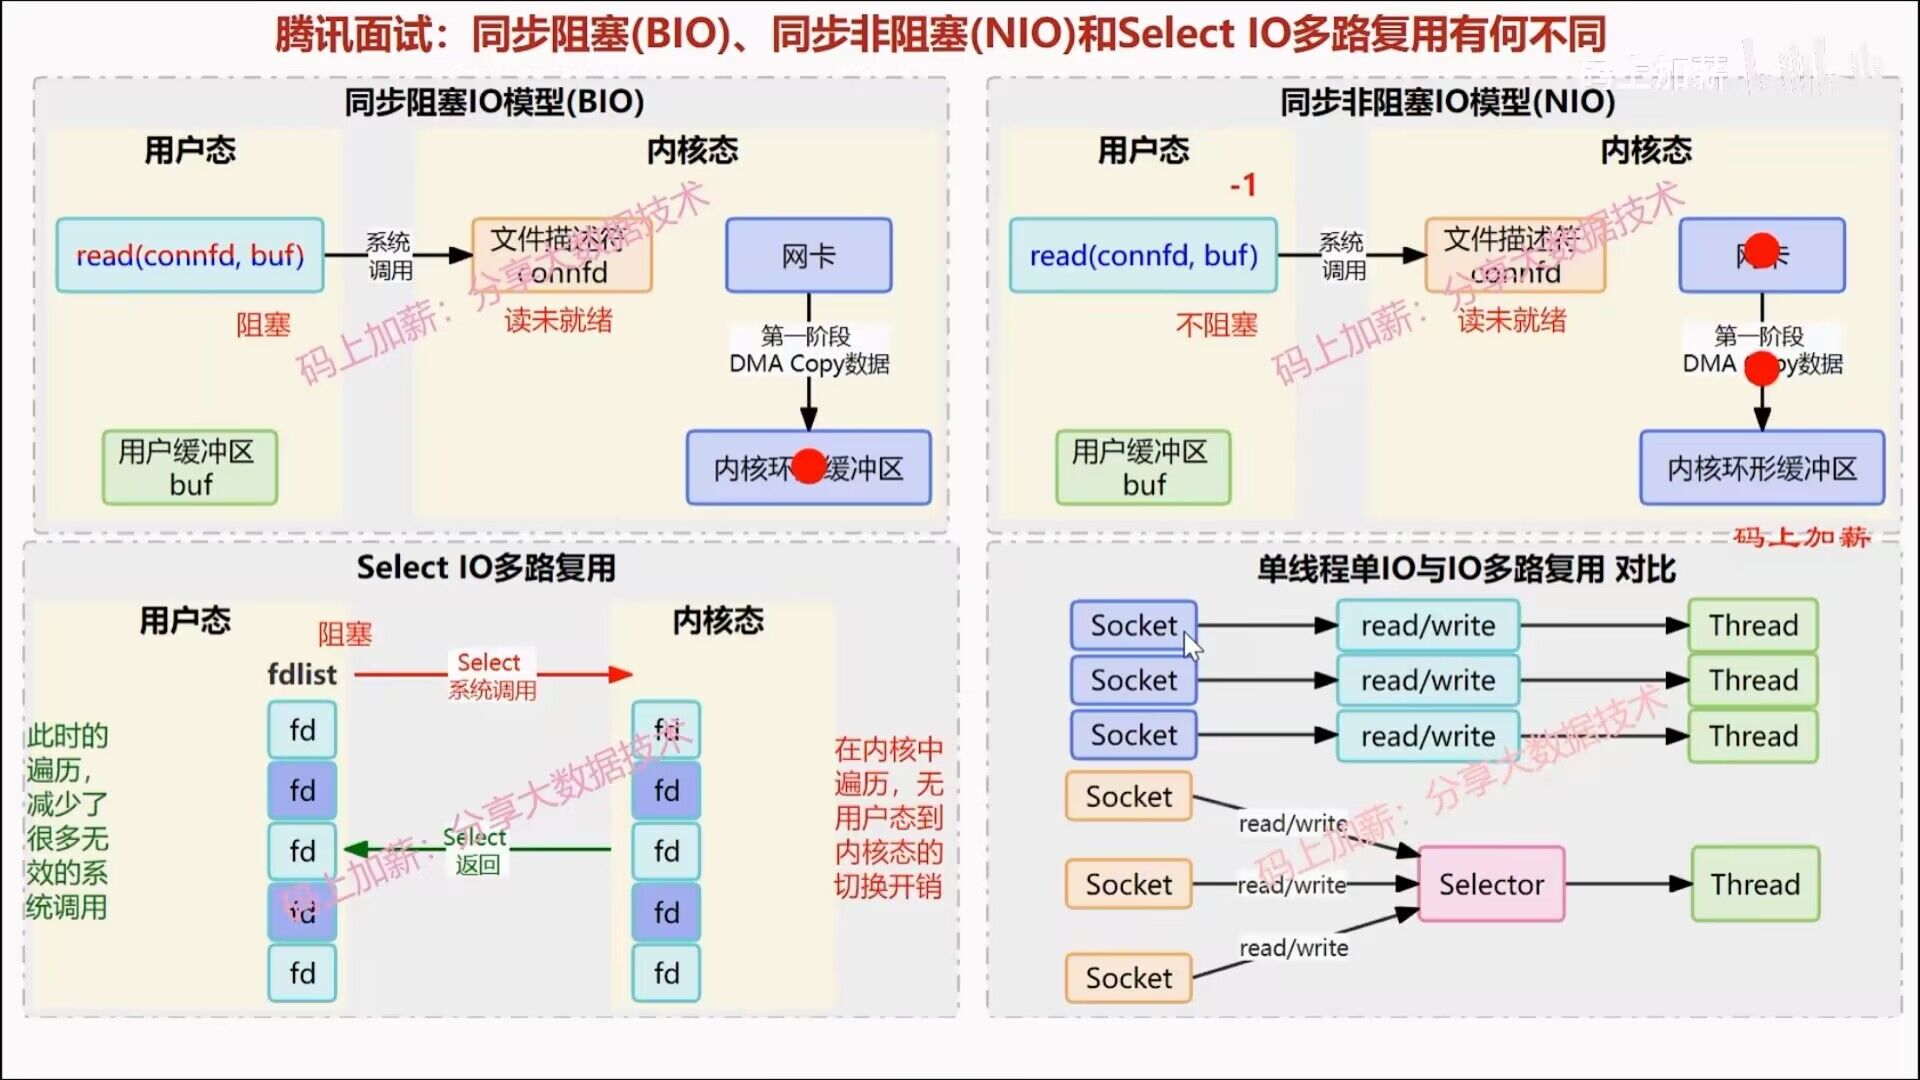 腾讯面试：同步阻塞(BIO)、同步非阻塞(NIO)和Select IO多路复用有何不同
码上加薪
同步阻塞IO模型(BIO)
用户态
内核态
read(connfd, buf)
系统
调用
文件描述符
connfd
网卡
阻塞
读未就绪
第一阶段
DMA Copy数据
用户缓冲区
buf
内核环 缓冲区
码上加薪：分享大数据技术
同步非阻塞IO模型(NIO)
用户态
内核态
-1
read(connfd, buf)
系统
调用
文件描述符
connfd
网卡
不阻塞
读未就绪
第一阶段
DMA Copy数据
用户缓冲区
buf
内核环形缓冲区
码上加薪：分享大数据技术
码上加薪
Select IO多路复用
用户态
内核态
阻塞
fdlist
Select
系统调用
fd
fd
fd
fd
fd
fd
fd
fd
fd
fd
此时的
遍历，
减少了
很多无
效的系
统调用
Select
返回
在内核中
遍历，无
用户态到
内核态的
切换开销
码上加薪：分享大数据技术
单线程单IO与IO多路复用 对比
Socket
read/write
Thread
Socket
read/write
Thread
Socket
read/write
Thread
Socket
read/write
Socket
read/write
Selector
Thread
read/write
Socket
码上加薪：分享大数据技术